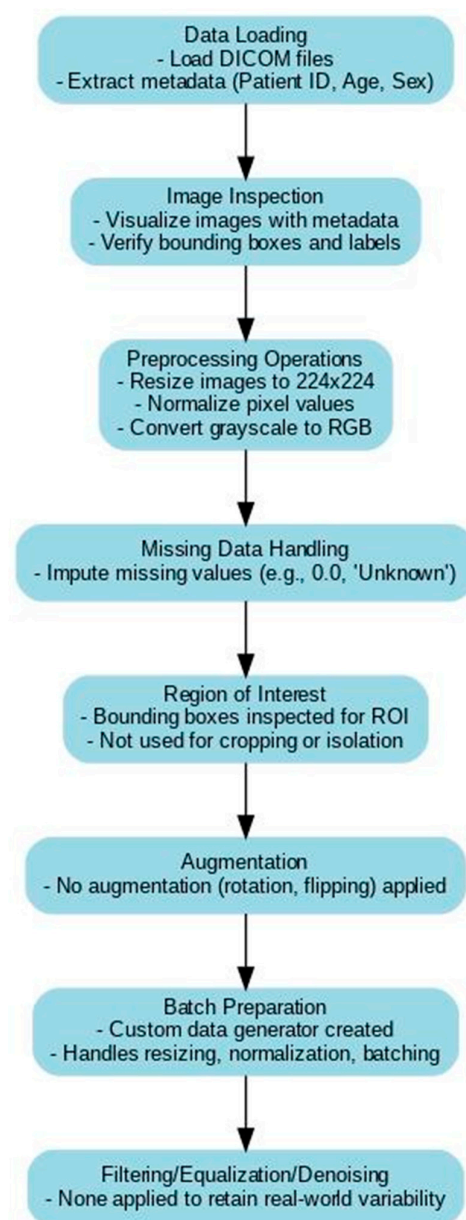 Data Loading
- Load DICOM files
- Extract metadata (Patient ID, Age, Sex)
Image Inspection
- Visualize images with metadata
- Verify bounding boxes and labels
Preprocessing Operations
- Resize images to 224x224
- Normalize pixel values
- Convert grayscale to RGB
Missing Data Handling
- Impute missing values (e.g., 0.0, 'Unknown')
Region of Interest
- Bounding boxes inspected for ROI
- Not used for cropping or isolation
Augmentation
- No augmentation (rotation, flipping) applied
Batch Preparation
- Custom data generator created
- Handles resizing, normalization, batching
Filtering/Equalization/Denoising
- None applied to retain real-world variability